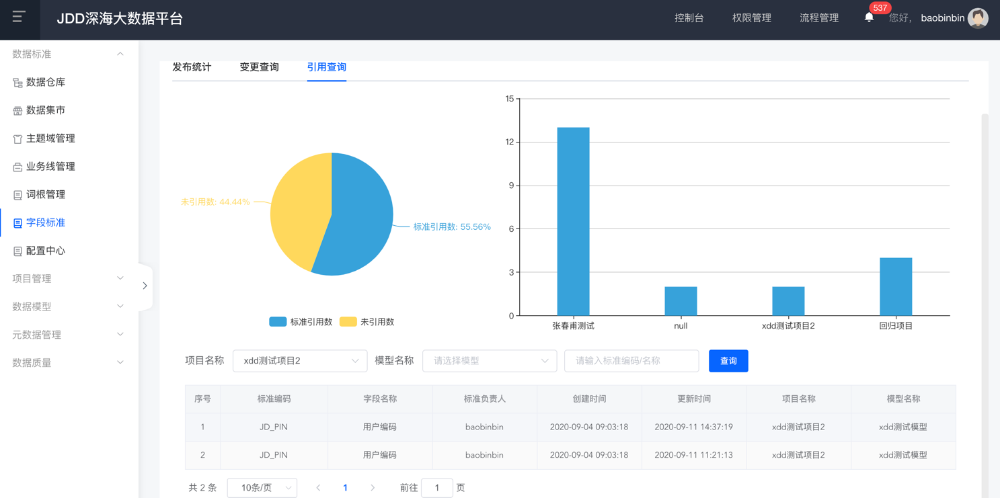 JDD深海大数据平台
控制台 权限管理 流程管理 537 您好， baobinbin
数据标准
数据仓库
数据集市
主题域管理
业务线管理
词根管理
字段标准
配置中心
项目管理
数据模型
元数据管理
数据质量
发布统计 变更查询 引用查询
未引用数: 44.44%
标准引用数: 55.56%
标准引用数 未引用数
15
12
9
6
3
0
张春甫测试 null xdd测试项目2 回归项目
项目名称 xdd测试项目2 模型名称 请选择模型 请输入标准编码/名称 查询
序号 标准编码 字段名称 标准负责人 创建时间 更新时间 项目名称 模型名称
1 JD_PIN 用户编码 baobinbin 2020-09-04 09:03:18 2020-09-11 14:37:19 xdd测试项目2 xdd测试模型
2 JD_PIN 用户编码 baobinbin 2020-09-04 09:03:18 2020-09-11 11:21:13 xdd测试项目2 xdd测试模型
共 2 条 10条/页 1 前往 1 页